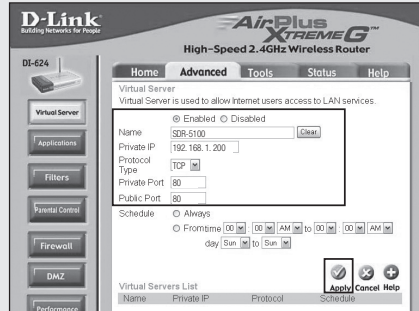 D-Link
Building Networks for People
AirPlus
XTREME G™
High-Speed 2.4GHz Wireless Router
DI-624
Home Advanced Tools Status Help
Virtual Server
Virtual Server is used to allow Internet users access to LAN services.
Virtual Server
Enabled Disabled
Name SDR-5100 Clear
Private IP 192.168.1.200
Applications
Protocol Type TCP
Filters
Private Port 80
Public Port 80
Parental Control
Schedule Always
From time 00 : 00 AM to 00 : 00 AM
day Sun to Sun
Firewall
DMZ
Apply Cancel Help
Virtual Servers List
Name Private IP Protocol Schedule
Performance